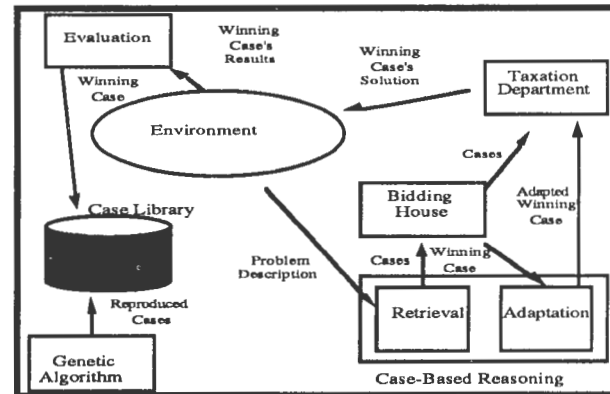 Evaluation
Winning
Case's
Results
Winning
Case's
Solution
Taxation
Department
Winning
Case
Environment
Cases
Adapted
Winning
Case
Bidding
House
Case Library
Problem
Description
Cases
Winning
Case
Reproduced
Cases
Retrieval
Adaptation
Genetic
Algorithm
Case-Based Reasoning